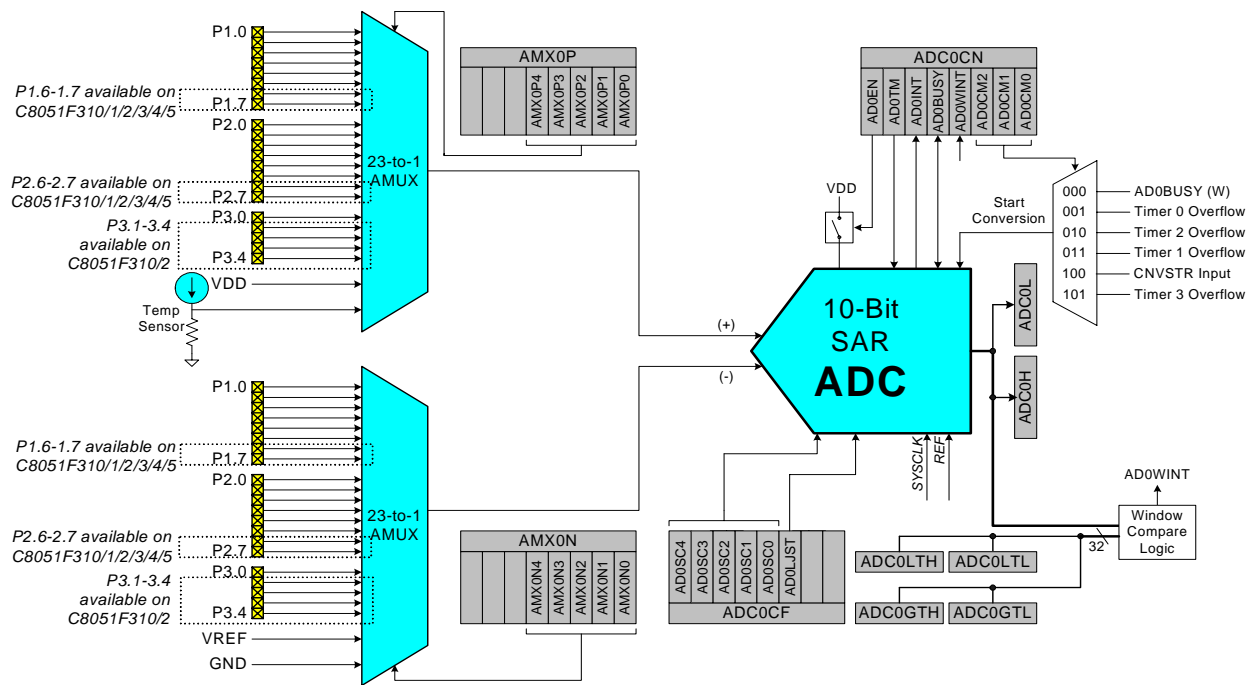 P1.0
P1.6-1.7 available on
C8051F310/1/2/3/4/5
P1.7
P2.0
P2.6-2.7 available on
C8051F310/1/2/3/4/5
P2.7
P3.0
P3.1-3.4
available on
C8051F310/2
P3.4
VDD
Temp
Sensor
23-to-1
AMUX
AMX0P
AMX0P4
AMX0P3
AMX0P2
AMX0P1
AMX0P0
ADC0CN
AD0EN
AD0TM
AD0INT
AD0BUSY
AD0WINT
AD0CM2
AD0CM1
AD0CM0
VDD
Start
Conversion
000 AD0BUSY (W)
001 Timer 0 Overflow
010 Timer 2 Overflow
011 Timer 1 Overflow
100 CNVSTR Input
101 Timer 3 Overflow
(+)
(-)
10-Bit
SAR
ADC
ADC0L
ADC0H
SYSCLK
REF
P1.0
P1.6-1.7 available on
C8051F310/1/2/3/4/5
P1.7
P2.0
P2.6-2.7 available on
C8051F310/1/2/3/4/5
P2.7
P3.0
P3.1-3.4
available on
C8051F310/2
P3.4
VREF
GND
23-to-1
AMUX
AMX0N
AMX0N4
AMX0N3
AMX0N2
AMX0N1
AMX0N0
AD0SC4
AD0SC3
AD0SC2
AD0SC1
AD0SC0
AD0LJST
ADC0CF
AD0WINT
Window
Compare
Logic
32
ADC0LTH
ADC0LTL
ADC0GTH
ADC0GTL